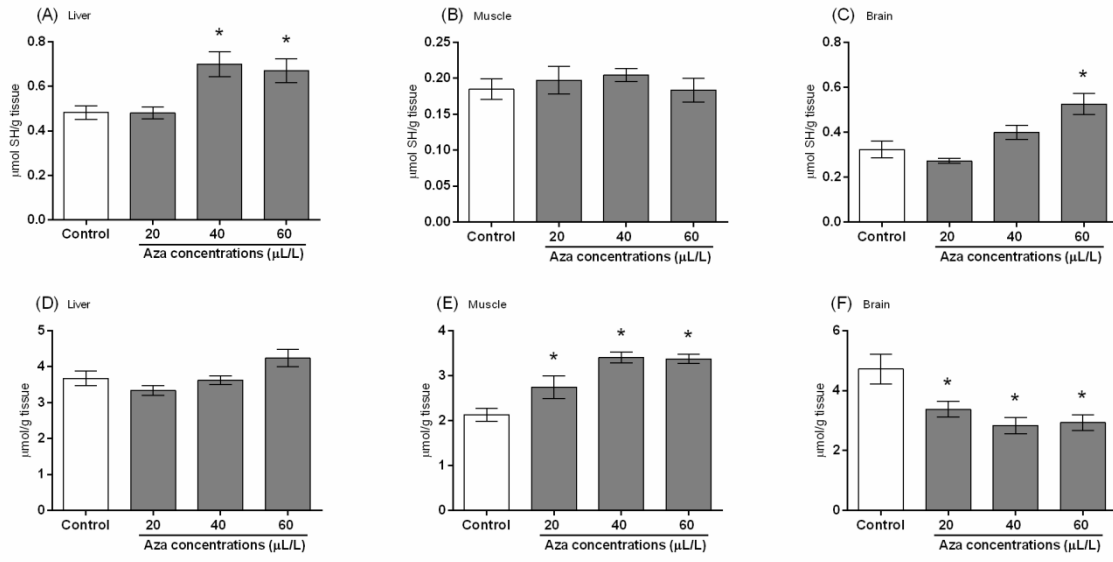 (A) Liver
μmol SH/g tissue
0.8
0.6
0.4
0.2
0.0
* *
Control 20 40 60
Aza concentrations (μL/L)
(B) Muscle
μmol SH/g tissue
0.25
0.20
0.15
0.10
0.05
0.00
Control 20 40 60
Aza concentrations (μL/L)
(C) Brain
μmol SH/g tissue
0.8
0.6
0.4
0.2
0.0
*
Control 20 40 60
Aza concentrations (μL/L)
(D) Liver
μmol/g tissue
5
4
3
2
1
0
Control 20 40 60
Aza concentrations (μL/L)
(E) Muscle
μmol/g tissue
4
3
2
1
0
* * *
Control 20 40 60
Aza concentrations (μL/L)
(F) Brain
μmol/g tissue
6
4
2
0
* * *
Control 20 40 60
Aza concentrations (μL/L)